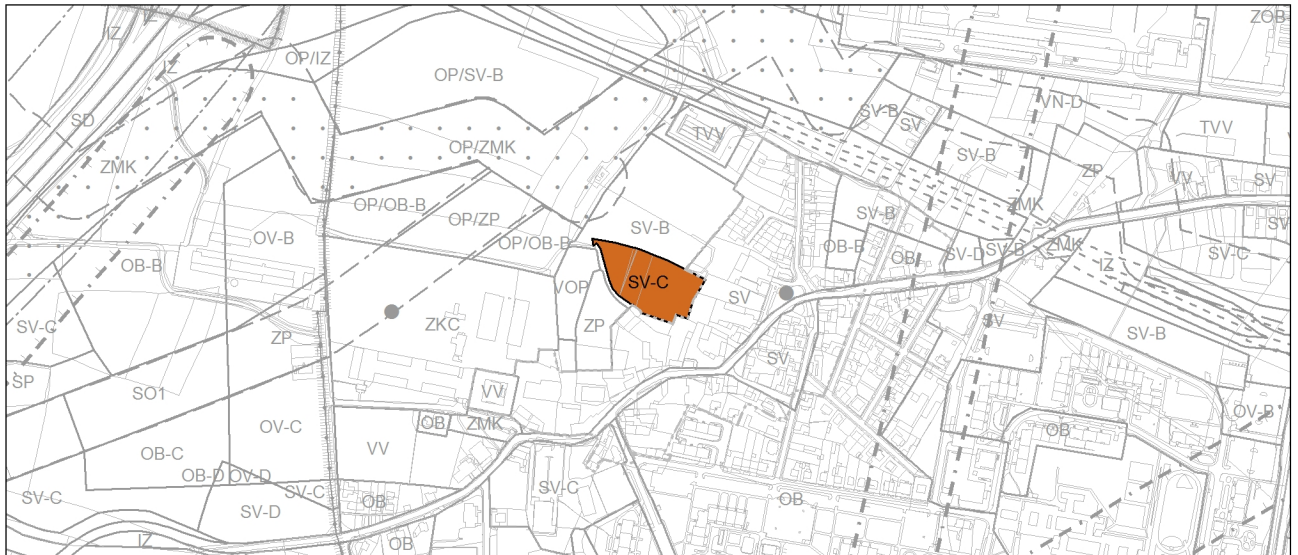 ZOB
IZ
OP/IZ
OP/SV-B
IZ
SD
VN-D
SV-B
SV
TVV
TVV
OP/ZMK
SV-B
ZMK
ZP
VV
SV
OP/OB-B
ZMK
OP/ZP
SV-B
SV-B
SV
OV-B
OP/OB-B
SV-D
SV-B
ZMK
SV-C
OB-B
OB-B
OB
IZ
VOP
SV-C
SV
ZKC
SV
SV-C
ZP
ZP
SV-B
SV
SP
SO1
VV
OV-B
OB
ZMK
OV-C
OB
VV
OB-C
OB-D
OV-D
SV-C
SV-C
SV-C
OB
OB
SV-D
IZ
OB